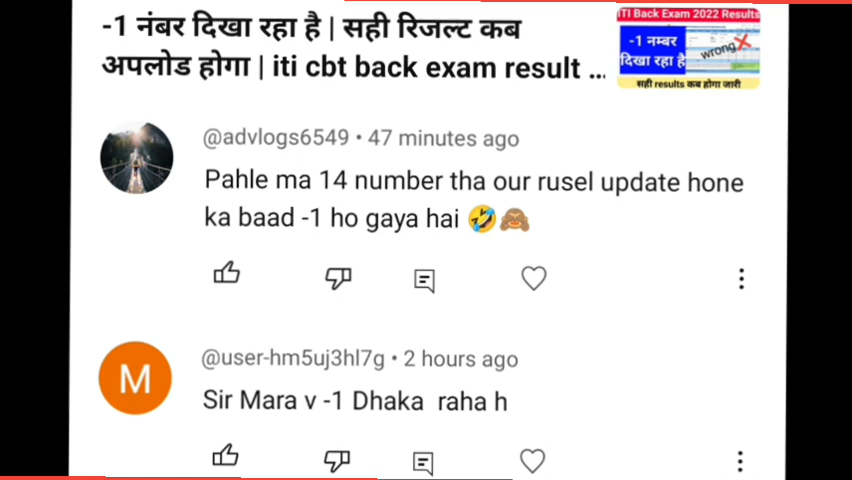 -1 नंबर दिखा रहा है | सही रिजल्ट कब
अपलोड होगा | iti cbt back exam result ...
ITI Back Exam 2022 Results
-1 नम्बर
दिखा रहा है
wrong
सही results कब होगा जारी
@advlogs6549 • 47 minutes ago
Pahle ma 14 number tha our rusel update hone
ka baad -1 ho gaya hai 🤣🙈
M
@user-hm5uj3hl7g • 2 hours ago
Sir Mara v -1 Dhaka raha h